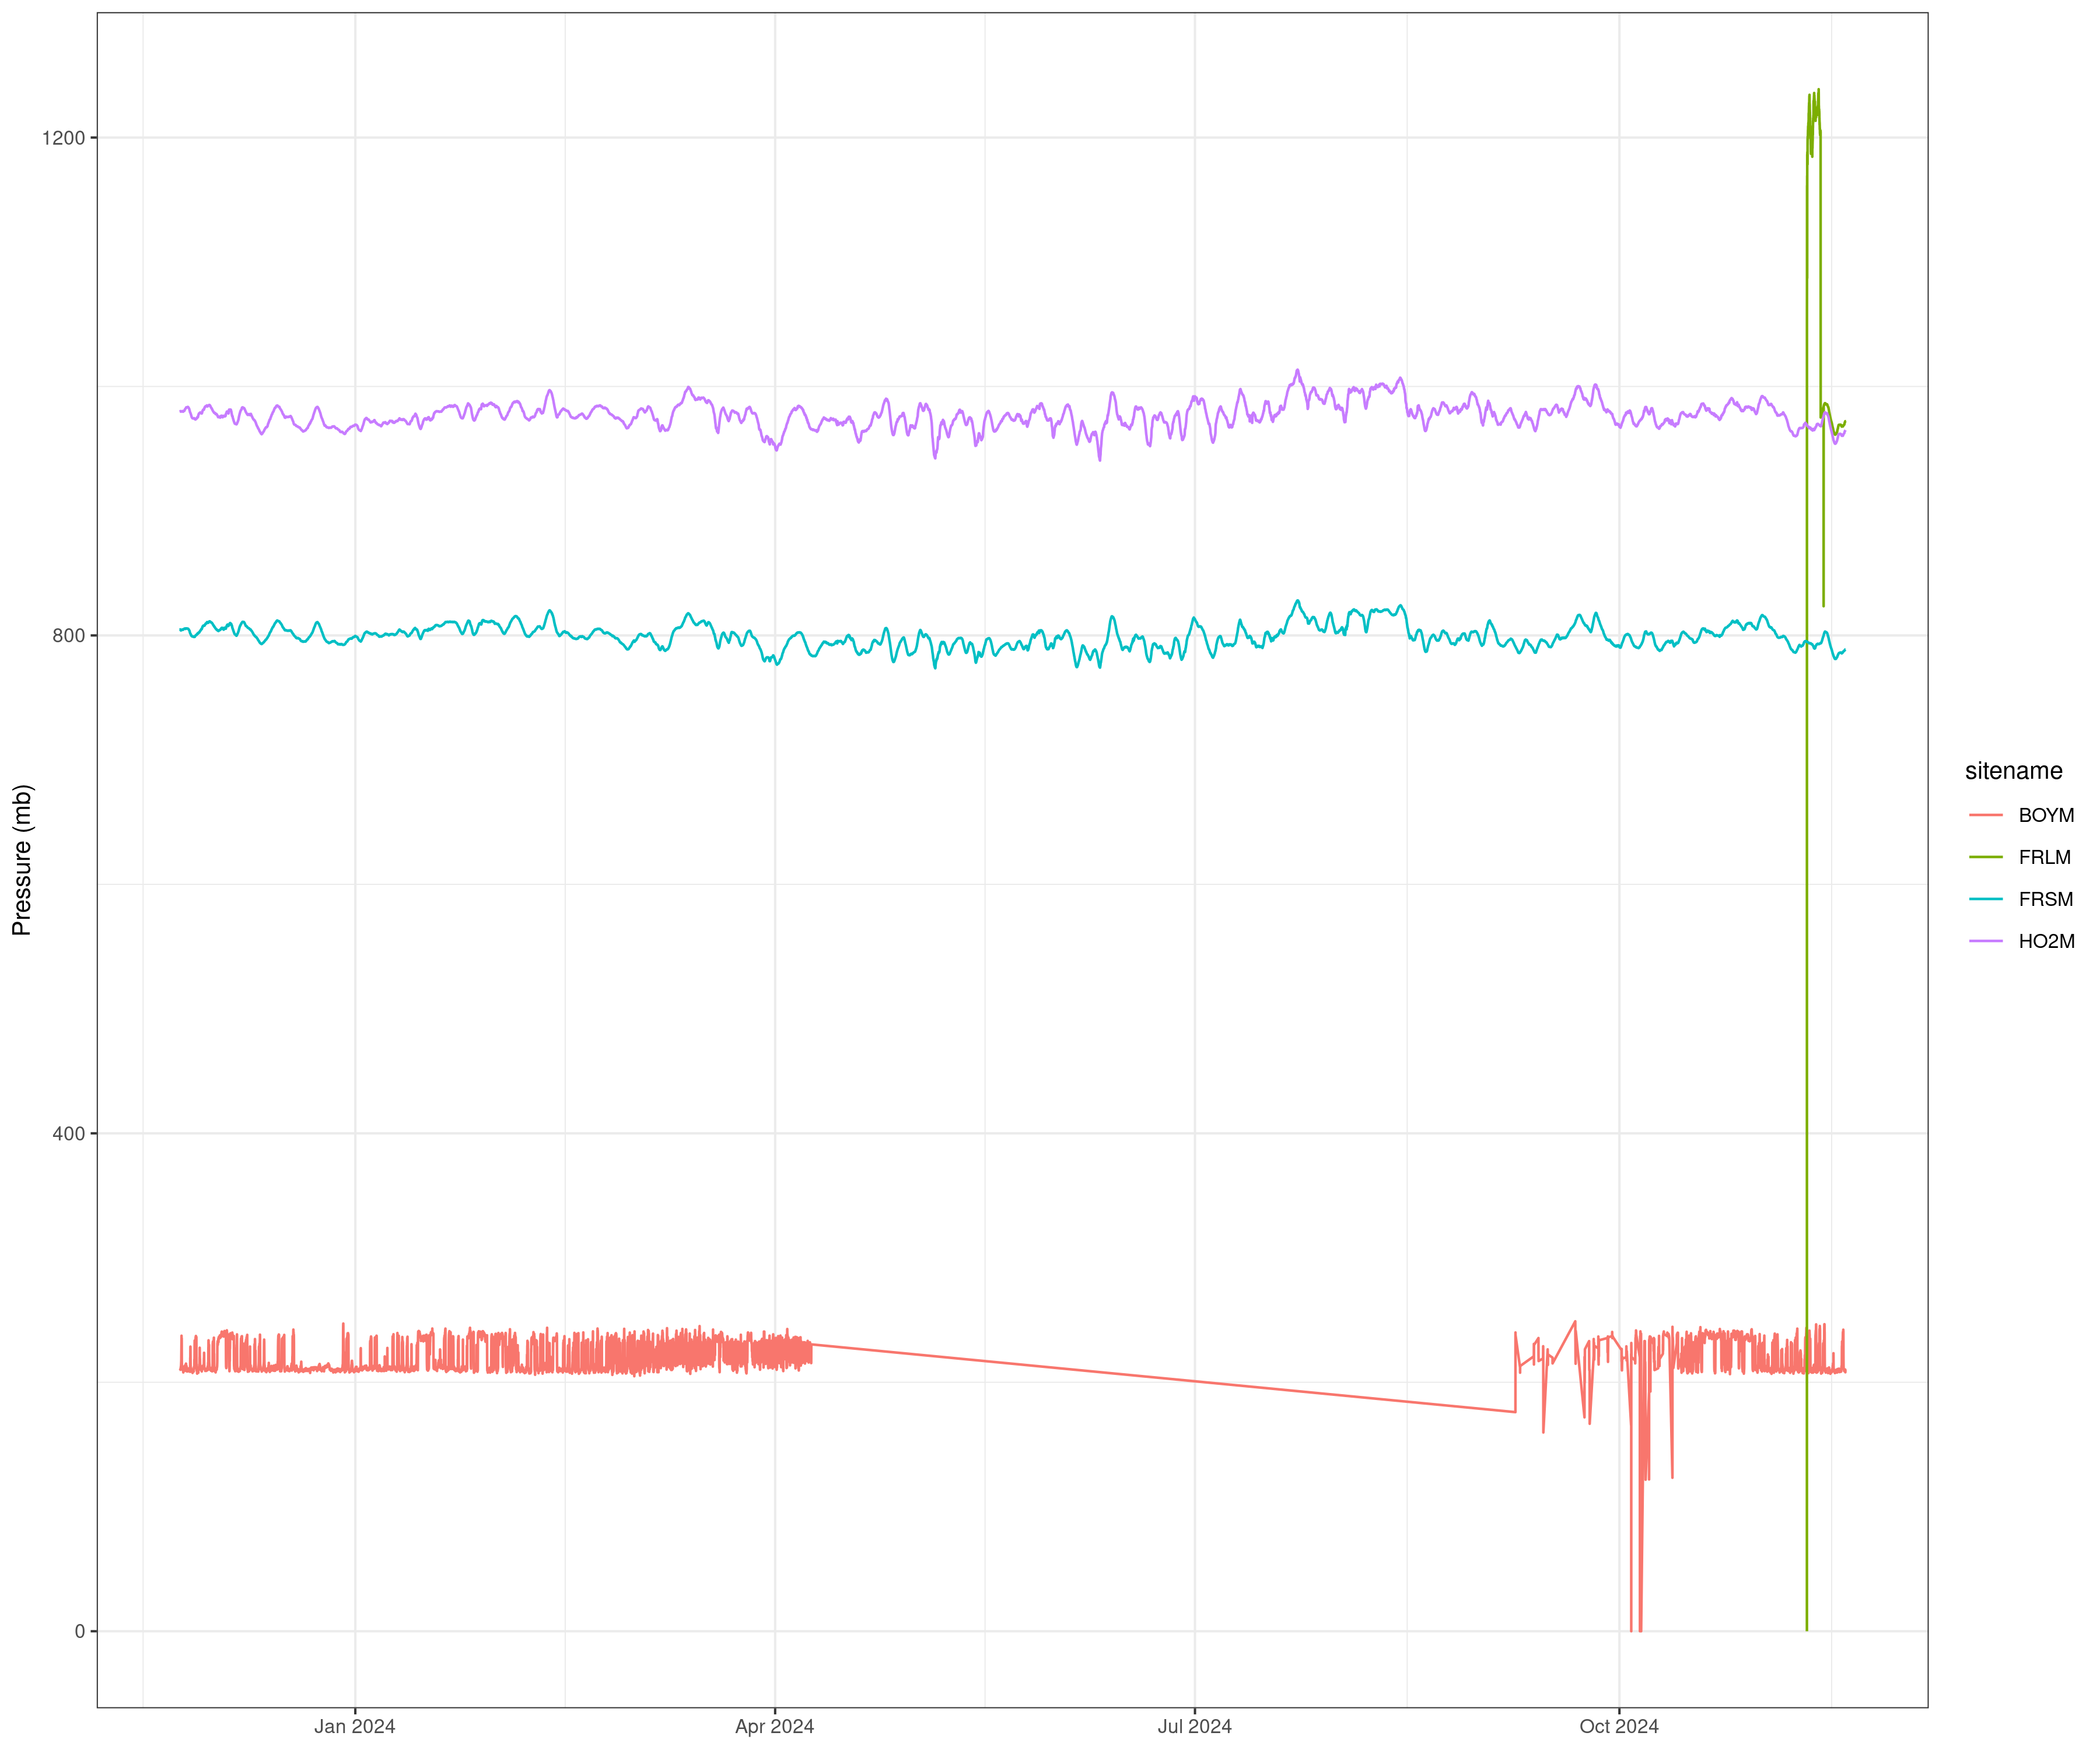 1200
800
400
0
Pressure (mb)
Jan 2024
Apr 2024
Jul 2024
Oct 2024
sitename
BOYM
FRLM
FRSM
HO2M